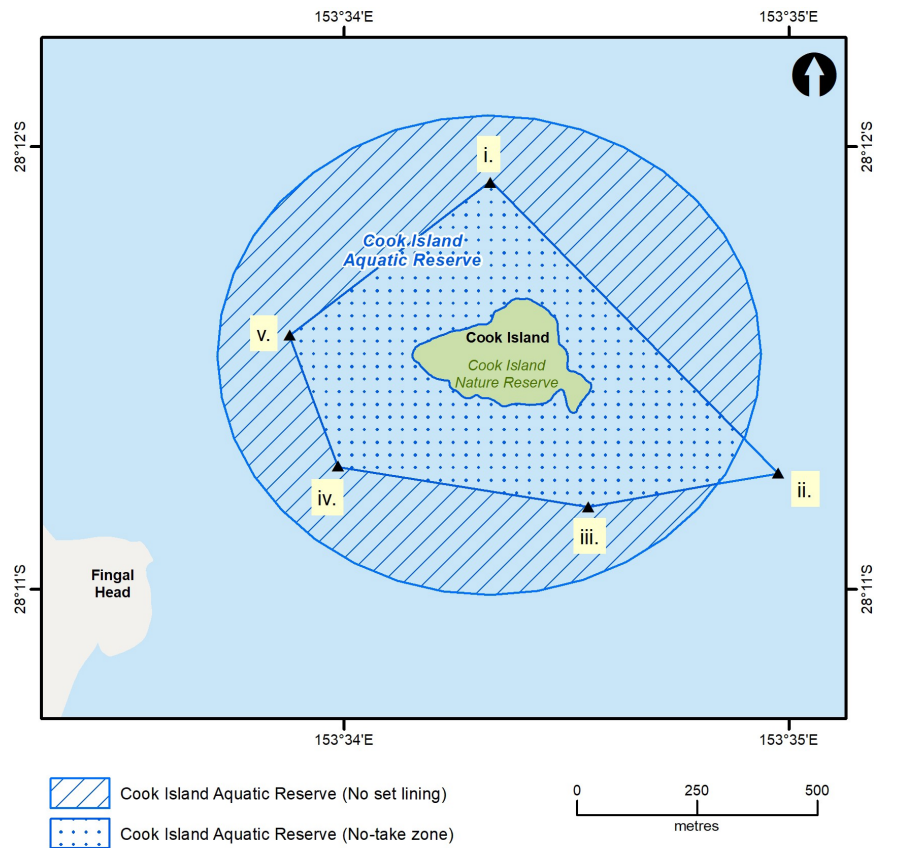 153°34'E
153°35'E
28°12'S
28°12'S
i.
Cook Island
Aquatic Reserve
v.
Cook Island
Cook Island
Nature Reserve
iv.
ii.
iii.
Fingal
Head
28°11'S
28°11'S
153°34'E
153°35'E
Cook Island Aquatic Reserve (No set lining)
Cook Island Aquatic Reserve (No-take zone)
0
250
500
metres